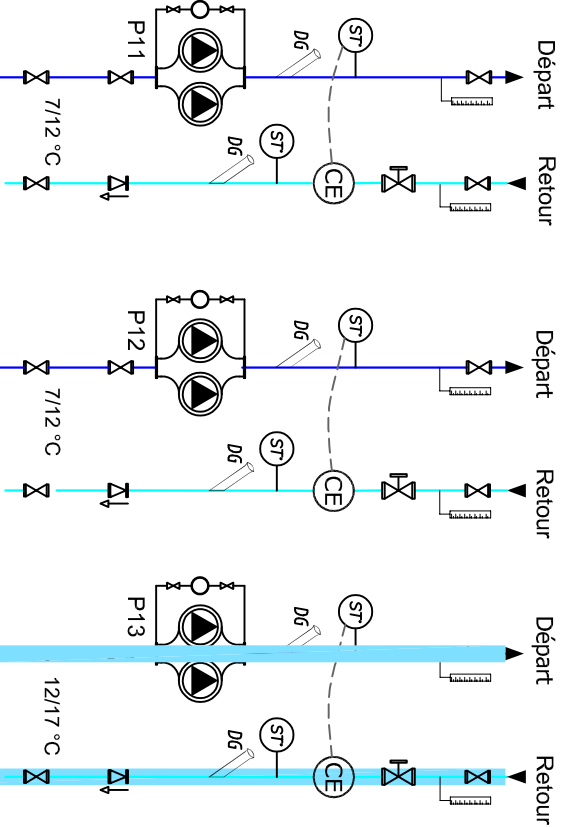 Départ
Retour
ST
DG
P11
CE
ST
DG
7/12 °C
Départ
Retour
ST
DG
P12
CE
ST
DG
7/12 °C
Départ
Retour
ST
DG
P13
CE
ST
DG
12/17 °C